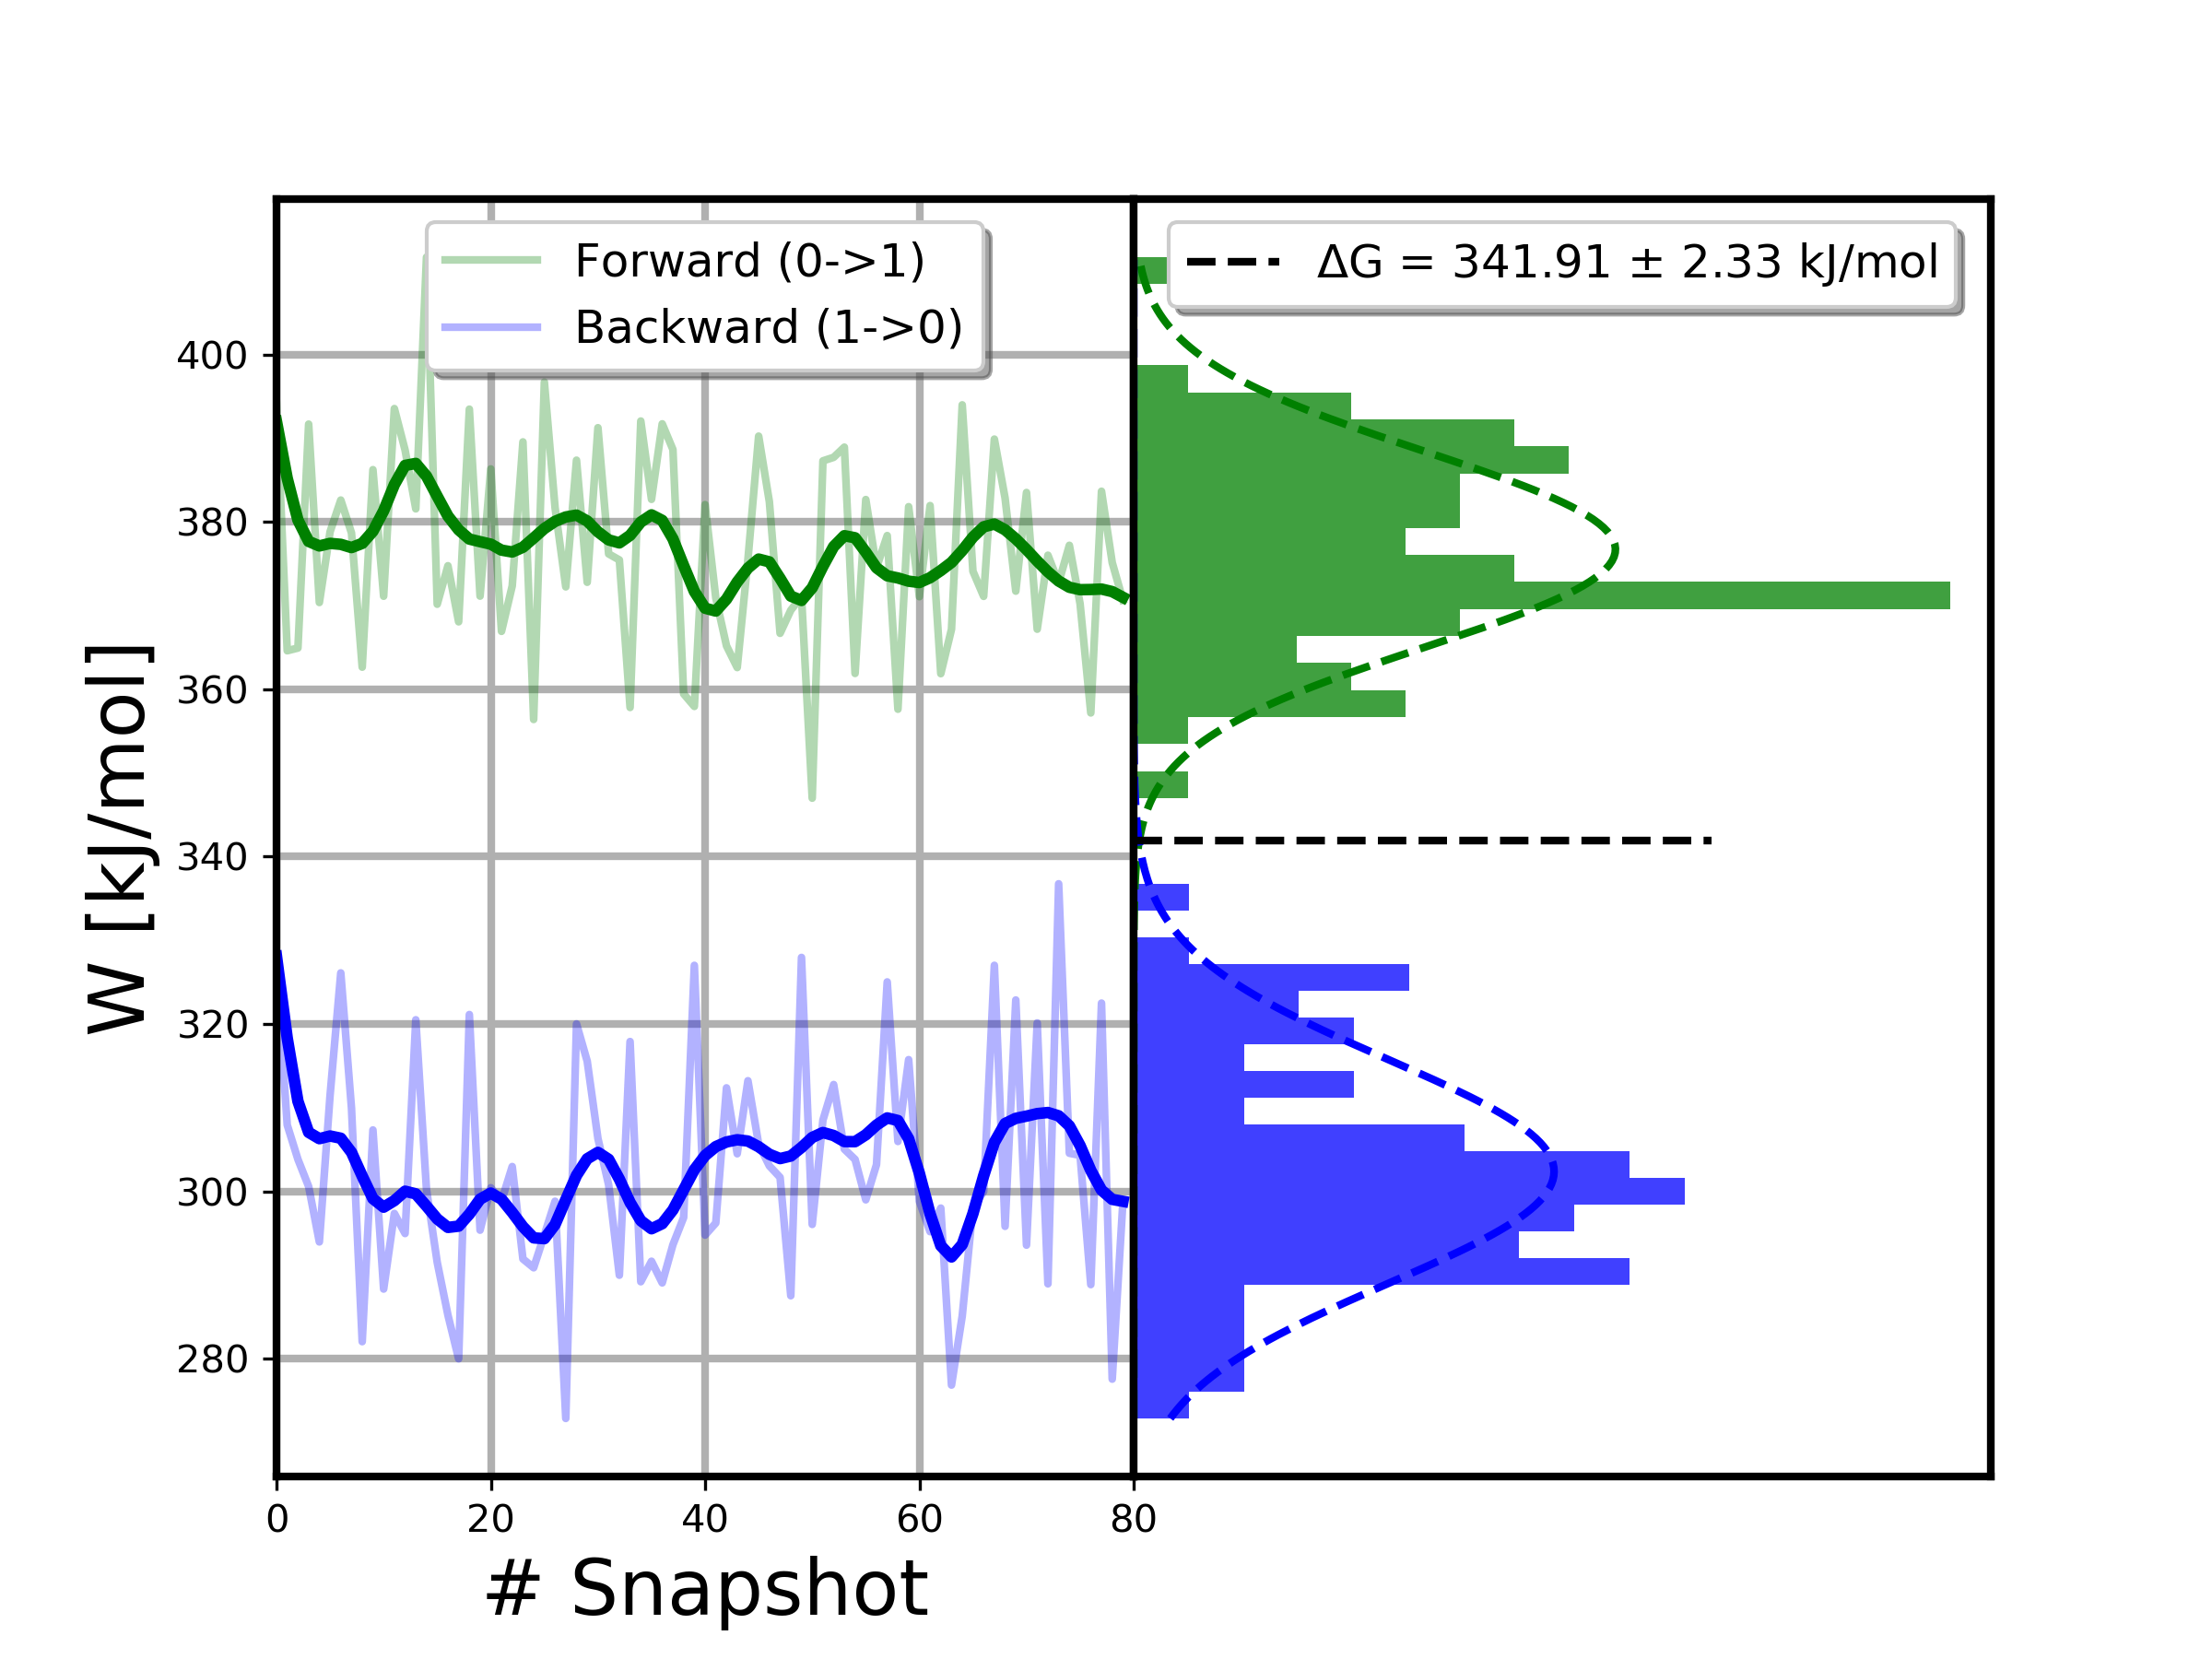 Forward (0->1)
Backward (1->0)
ΔG = 341.91 ± 2.33 kJ/mol
W [kJ/mol]
400
380
360
340
320
300
280
0 20 40 60 80
# Snapshot